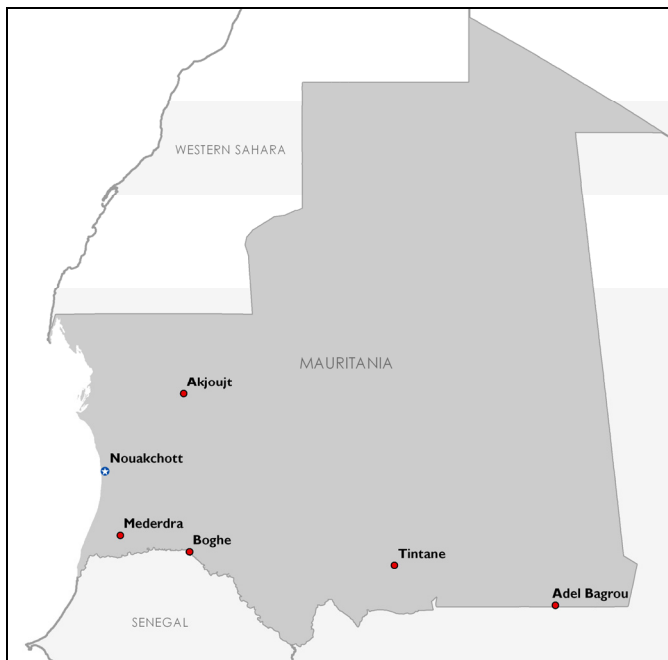 WESTERN SAHARA
MAURITANIA
Akjoujt
Nouakchott
Mederdra
Boghe
Tintane
Adel Bagrou
SENEGAL